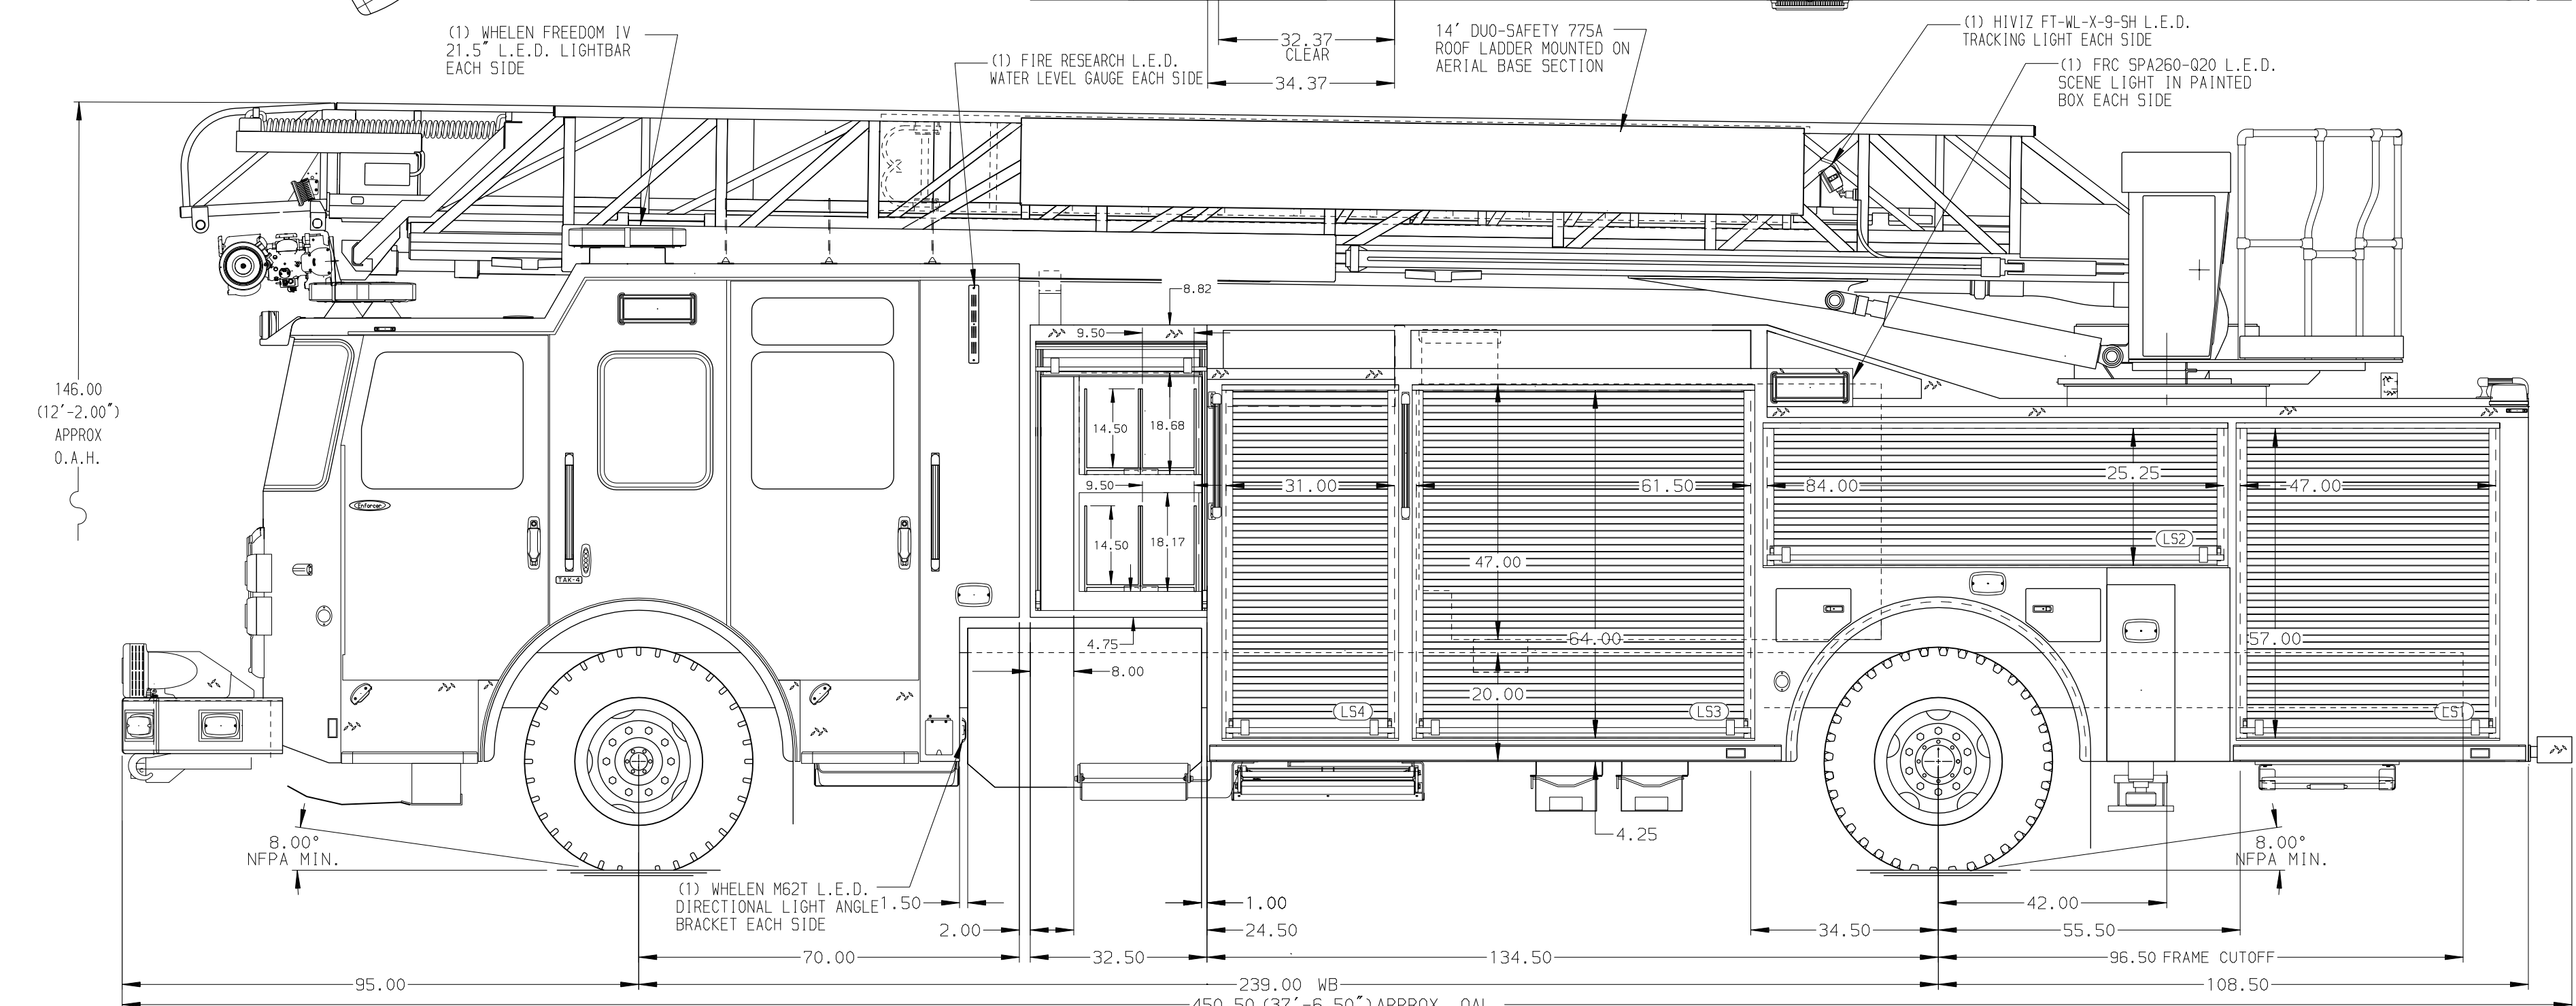 32.37
CLEAR
34.37
(1) WHELEN FREEDOM IV
21.5" L.E.D. LIGHTBAR
EACH SIDE
(1) FIRE RESEARCH L.E.D.
WATER LEVEL GAUGE EACH SIDE
14' DUO-SAFETY 775A
ROOF LADDER MOUNTED ON
AERIAL BASE SECTION
(1) HIVIZ FT-WL-X-9-SH L.E.D.
TRACKING LIGHT EACH SIDE
(1) FRC SPA260-Q20 L.E.D.
SCENE LIGHT IN PAINTED
BOX EACH SIDE
146.00
(12'-2.00")
APPROX
O.A.H.
8.82
9.50
14.50
18.68
9.50
14.50
18.17
4.75
8.00
31.00
61.50
84.00
25.25
47.00
LS2
47.00
64.00
57.00
20.00
LS4
LS3
LS1
Enforcer
TAK-4
4.25
8.00°
NFPA MIN.
8.00°
NFPA MIN.
(1) WHELEN M62T L.E.D.
DIRECTIONAL LIGHT ANGLE
BRACKET EACH SIDE
1.50
1.00
42.00
2.00
24.50
34.50
55.50
70.00
32.50
134.50
96.50 FRAME CUTOFF
95.00
239.00 WB
108.50
450.50 (37'-6.50") APPROX. OAL